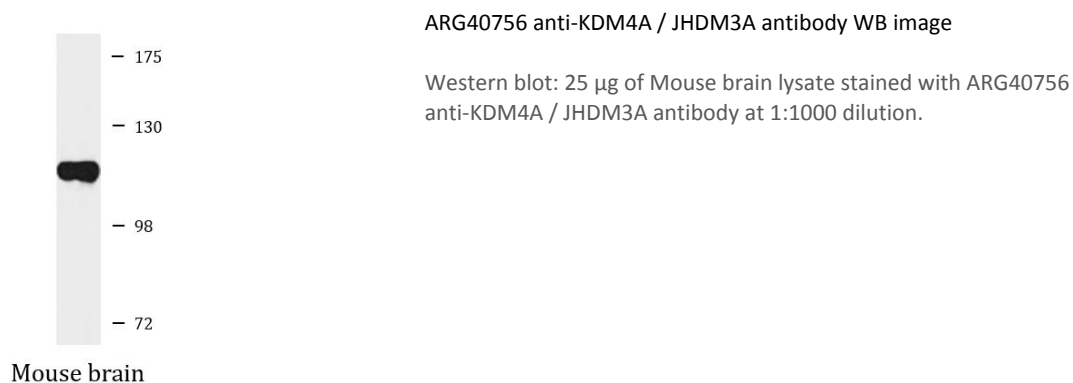 ARG40756 anti-KDM4A / JHDM3A antibody WB image
Western blot: 25 µg of Mouse brain lysate stained with ARG40756
anti-KDM4A / JHDM3A antibody at 1:1000 dilution.
– 175
– 130
– 98
– 72
Mouse brain